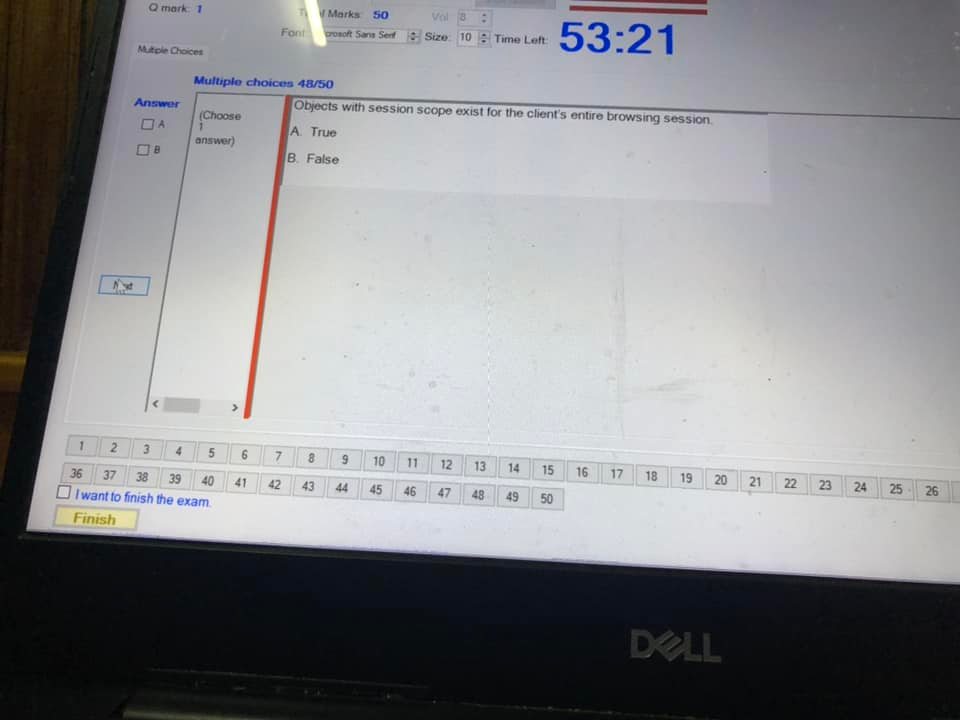 Q mark: 1
Marks: 50
Vol 8
Font
Size: 10
Time Left: 53:21
Multiple Choices
Multiple choices 48/50
Answer
A
B
(Choose
1
answer)
Objects with session scope exist for the client's entire browsing session.
A. True
B. False
1 2 3 4 5 6 7 8 9 10 11 12 13 14 15 16 17 18 19 20 21 22 23 24 25 26
36 37 38 39 40 41 42 43 44 45 46 47 48 49 50
I want to finish the exam.
Finish
DELL